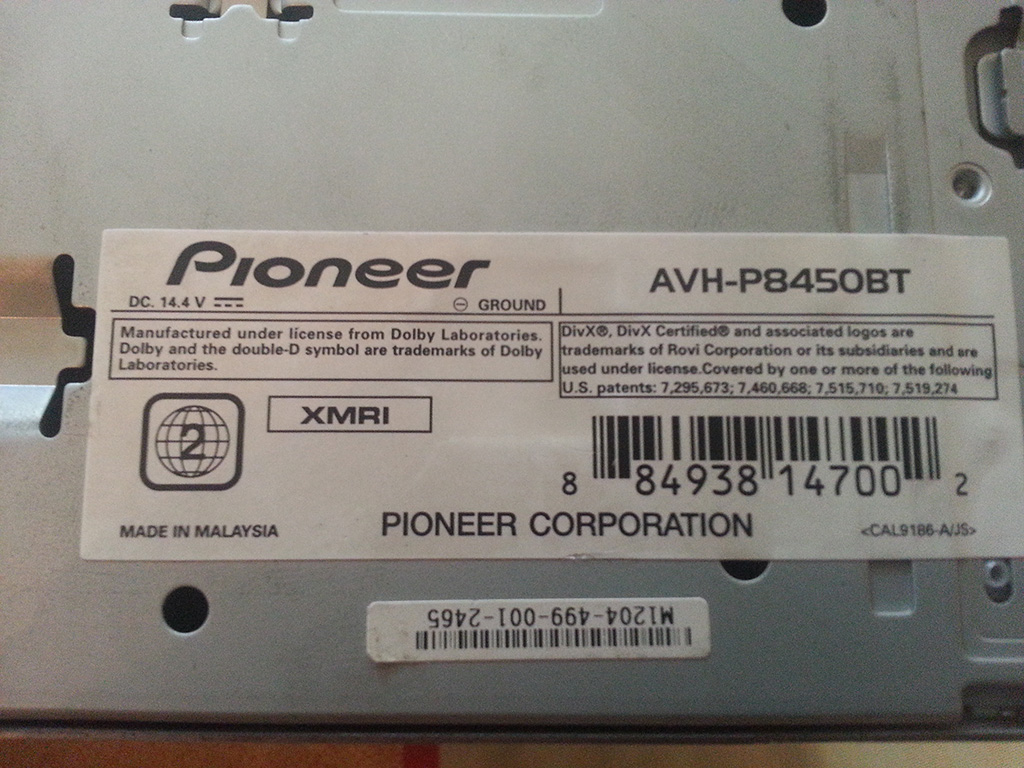 Pioneer
AVH-P8450BT
DC. 14.4 V
GROUND
Manufactured under license from Dolby Laboratories.
Dolby and the double-D symbol are trademarks of Dolby
Laboratories.
DivX®, DivX Certified® and associated logos are
trademarks of Rovi Corporation or its subsidiaries and are
used under license.Covered by one or more of the following
U.S. patents: 7,295,673; 7,460,668; 7,515,710; 7,519,274
2
XMRI
8 84938 14700 2
MADE IN MALAYSIA
PIONEER CORPORATION
<CAL9186-A/JS>
M1204-499-001-2465